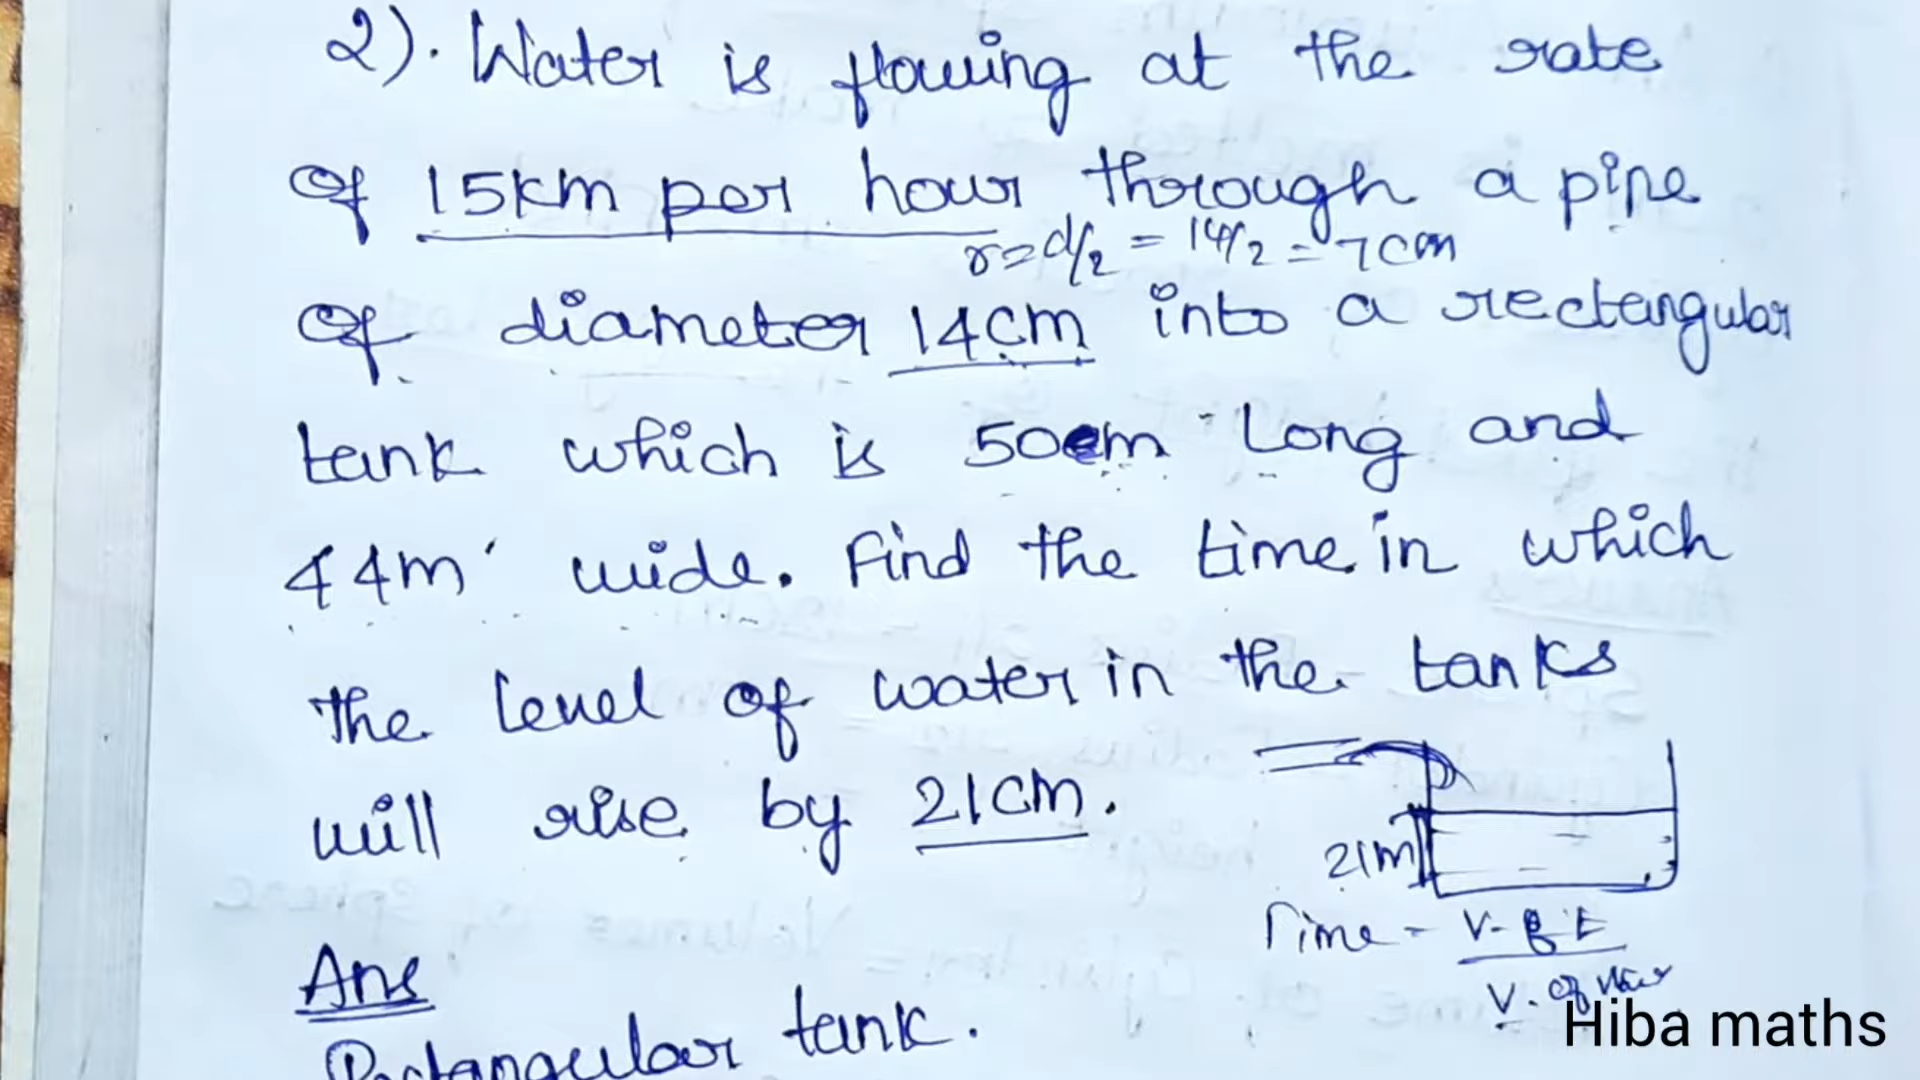 2). Water is flowing at the rate
of 15km per hour through a pipe
r=d/2 = 14/2 = 7cm
of diameter 14cm into a rectangular
tank which is 50cm long and
44m wide. Find the time in which
the level of water in the tanks
will rise by 21cm.
21m
Time = V. of t
V. of
Ans
Rectangular tank.
Hiba maths